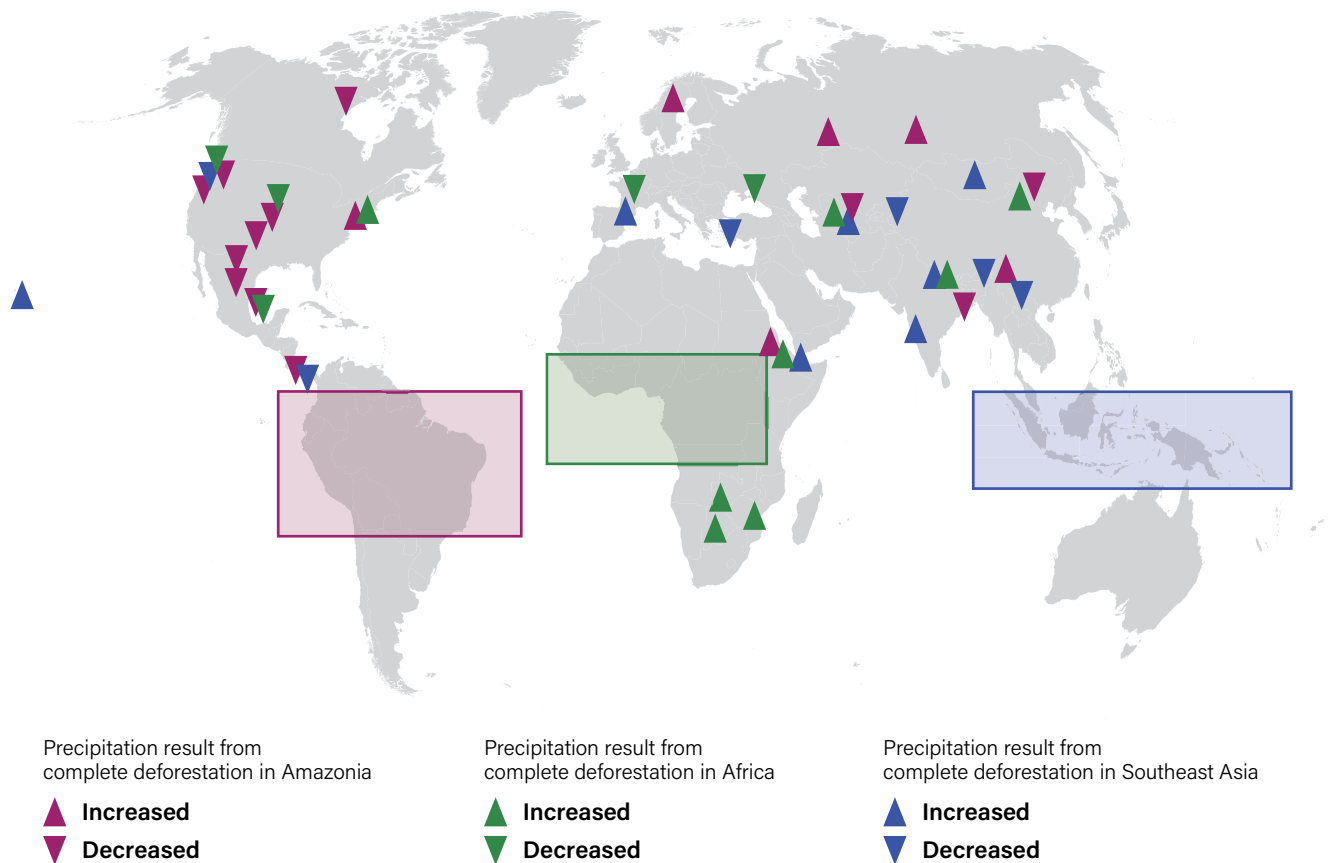 Precipitation result from
complete deforestation in Amazonia
Increased
Decreased
Precipitation result from
complete deforestation in Africa
Increased
Decreased
Precipitation result from
complete deforestation in Southeast Asia
Increased
Decreased